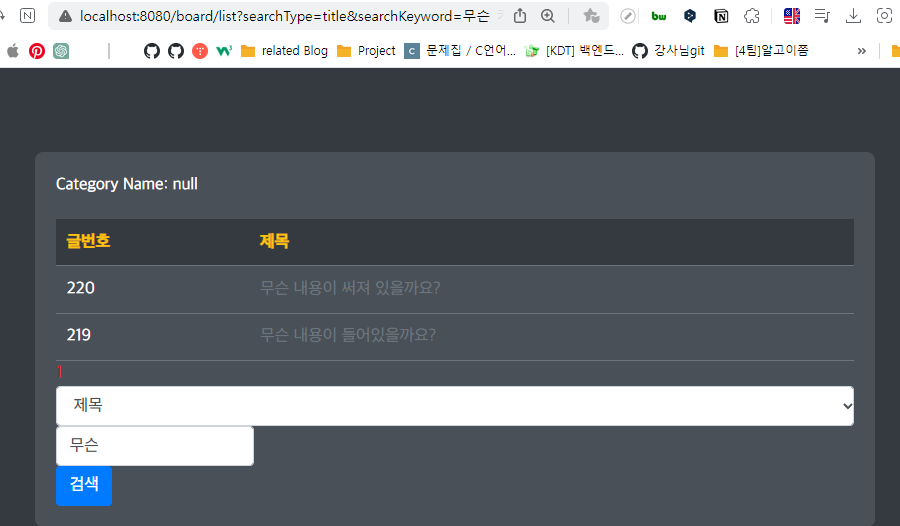 localhost:8080/board/list?searchType=title&searchKeyword=무슨
related Blog Project C 문제집 / C언어... [KDT] 백엔드... 강사님git [4팀]알고이쯤 »
Category Name: null
글번호 제목
220 무슨 내용이 써져 있을까요?
219 무슨 내용이 들어있을까요?
1
제목
무슨
검색